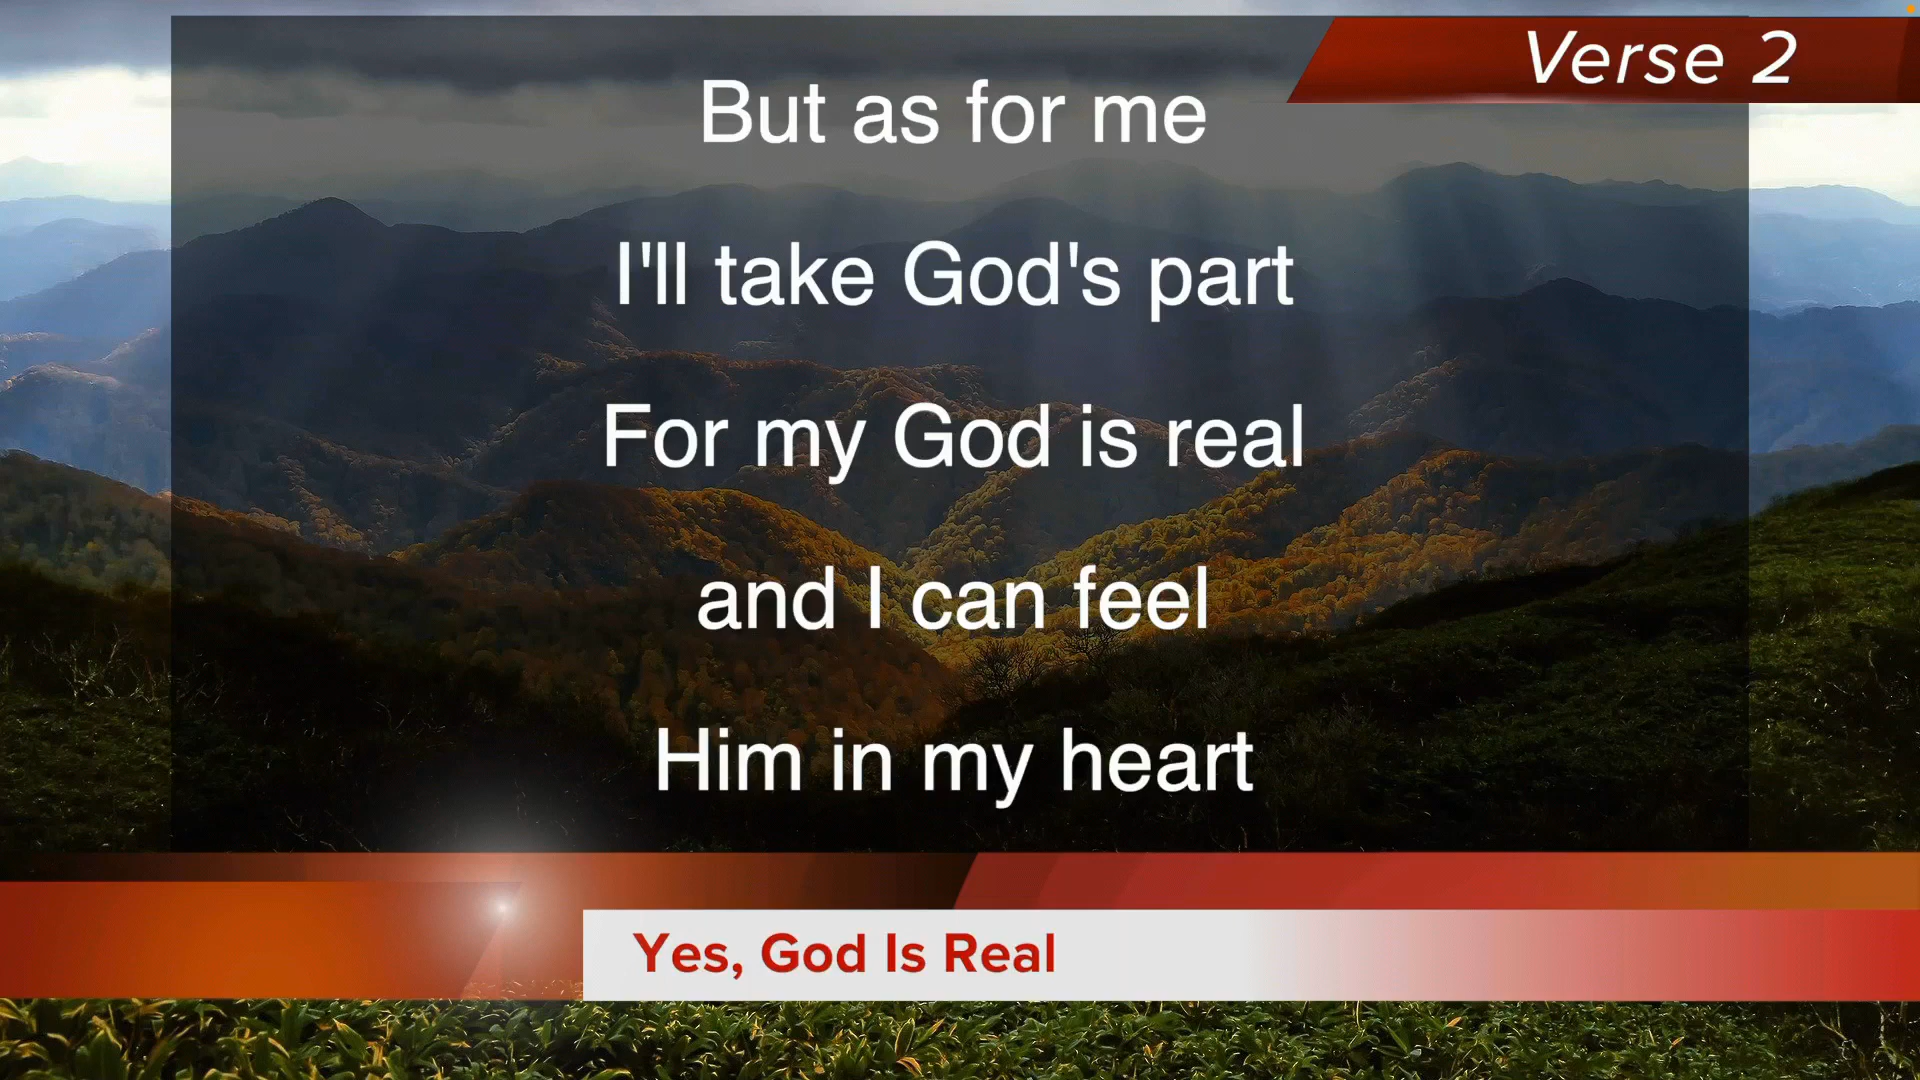 Verse 2
But as for me
I'll take God's part
For my God is real
and I can feel
Him in my heart
Yes, God Is Real